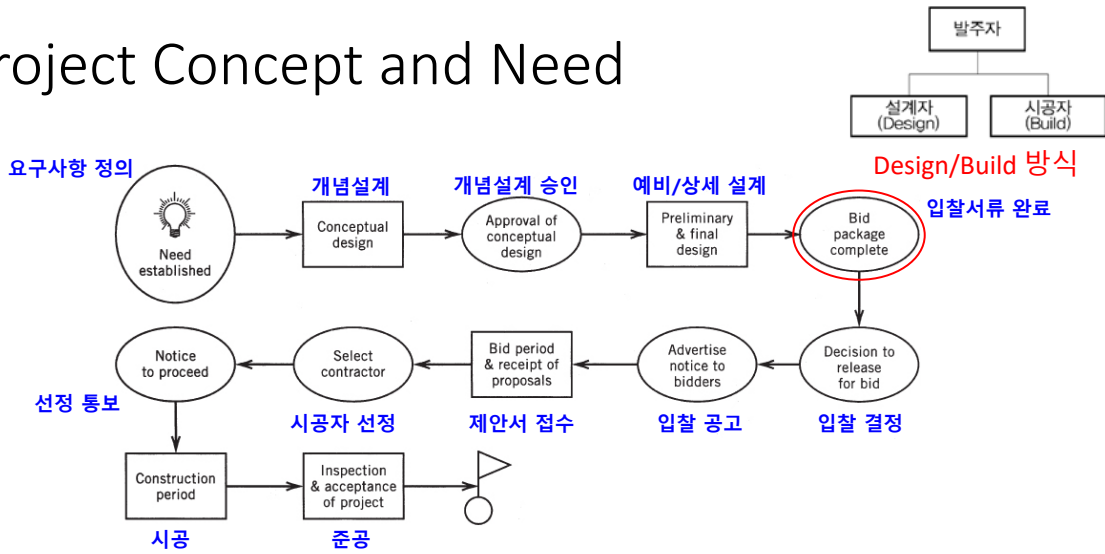 roject Concept and Need
발주자
설계자
(Design)
시공자
(Build)
Design/Build 방식
요구사항 정의
개념설계
개념설계 승인
예비/상세 설계
입찰서류 완료
Need
established
Conceptual
design
Approval of
conceptual
design
Preliminary
& final
design
Bid
package
complete
Notice
to proceed
Select
contractor
Bid period
& receipt of
proposals
Advertise
notice to
bidders
Decision to
release
for bid
선정 통보
시공자 선정
제안서 접수
입찰 공고
입찰 결정
Construction
period
Inspection
& acceptance
of project
시공
준공